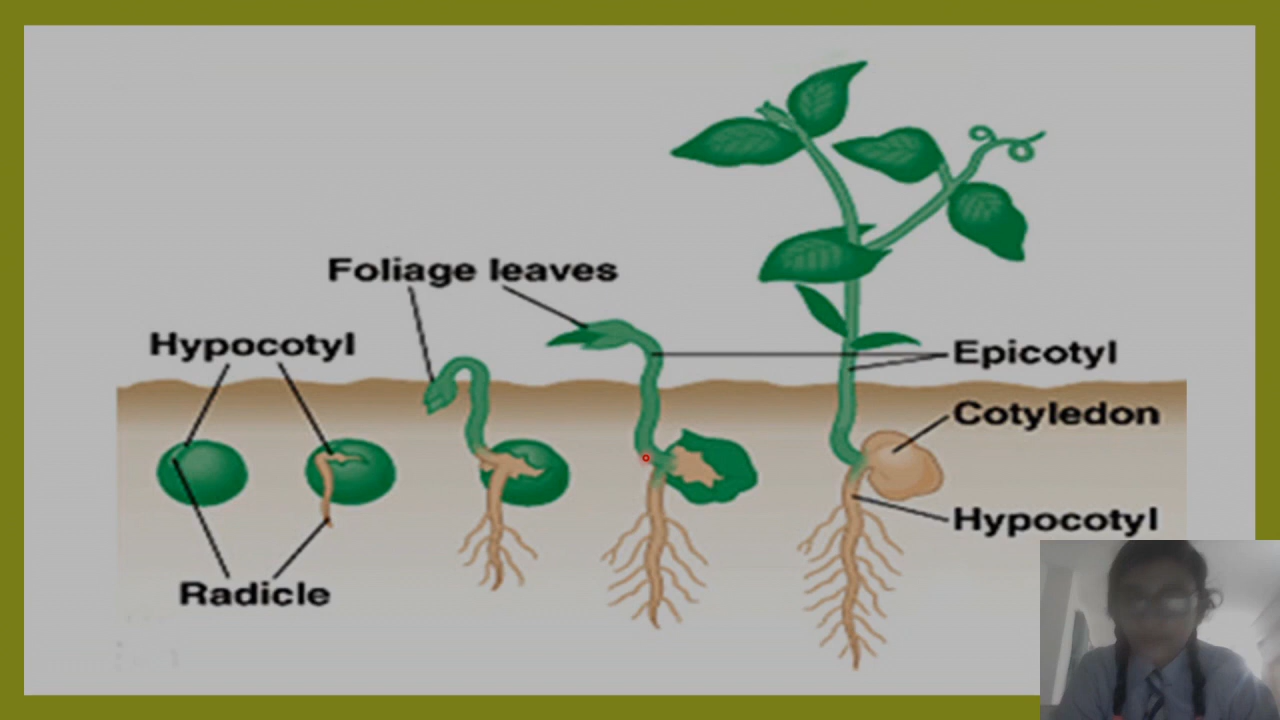 Foliage leaves
Hypocotyl
Epicotyl
Cotyledon
Hypocotyl
Radicle